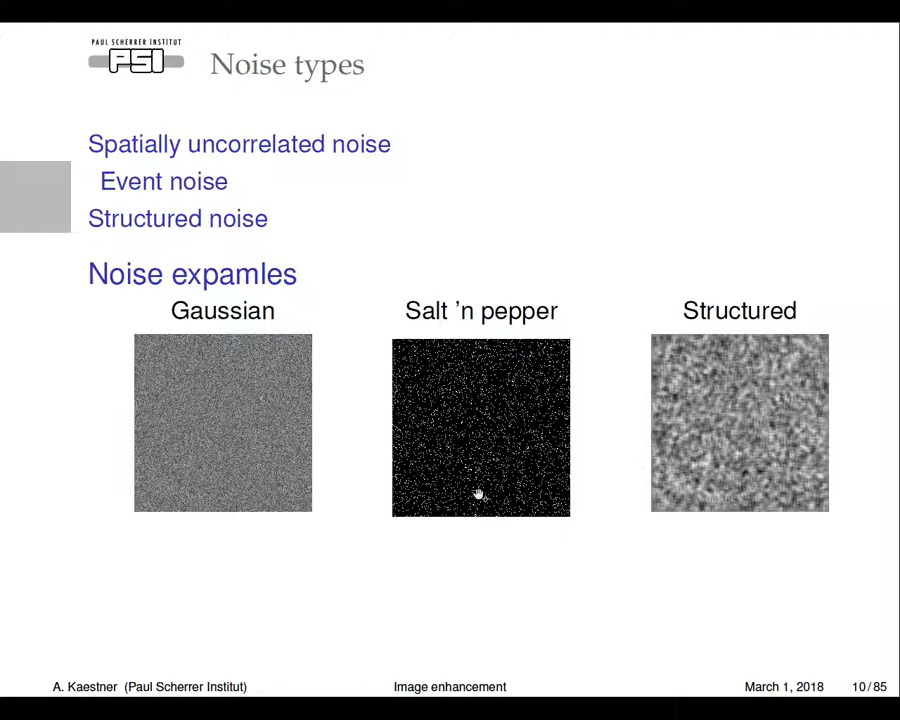 PAUL SCHERRER INSTITUT
PSI
Noise types
Spatially uncorrelated noise
Event noise
Structured noise
Noise expamles
Gaussian Salt ’n pepper Structured
A. Kaestner (Paul Scherrer Institut) Image enhancement March 1, 2018 10 / 85